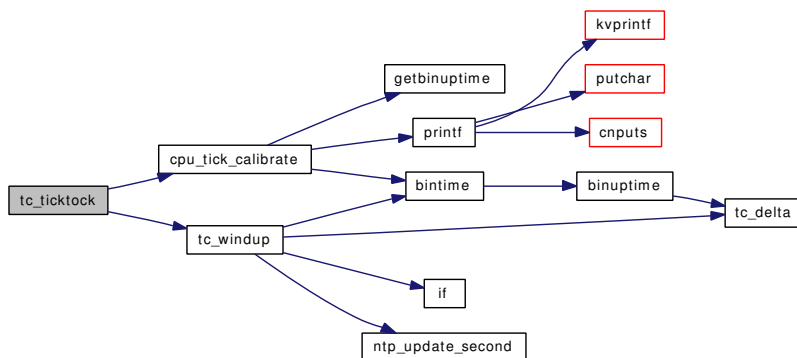 kvprintf
putchar
getbinuptime
printf
cnputs
cpu_tick_calibrate
bintime
binuptime
tc_ticktock
tc_delta
tc_windup
if
ntp_update_second